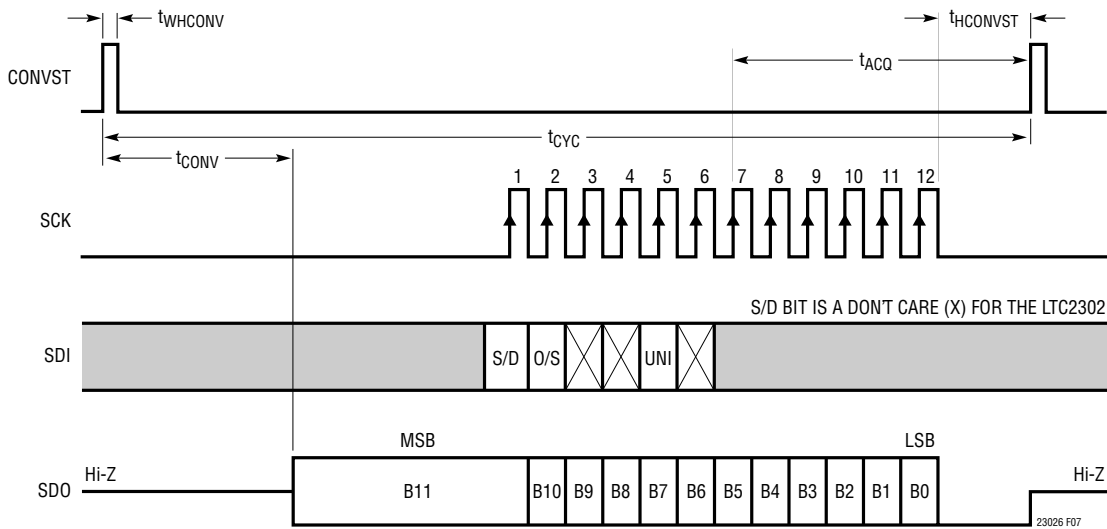 tWHCONV
tHCONVST
tACQ
CONVST
tCYC
tCONV
1 2 3 4 5 6 7 8 9 10 11 12
SCK
S/D BIT IS A DON'T CARE (X) FOR THE LTC2302
SDI
S/D O/S UNI
MSB LSB
Hi-Z Hi-Z
SDO
B11 B10 B9 B8 B7 B6 B5 B4 B3 B2 B1 B0
23026 F07